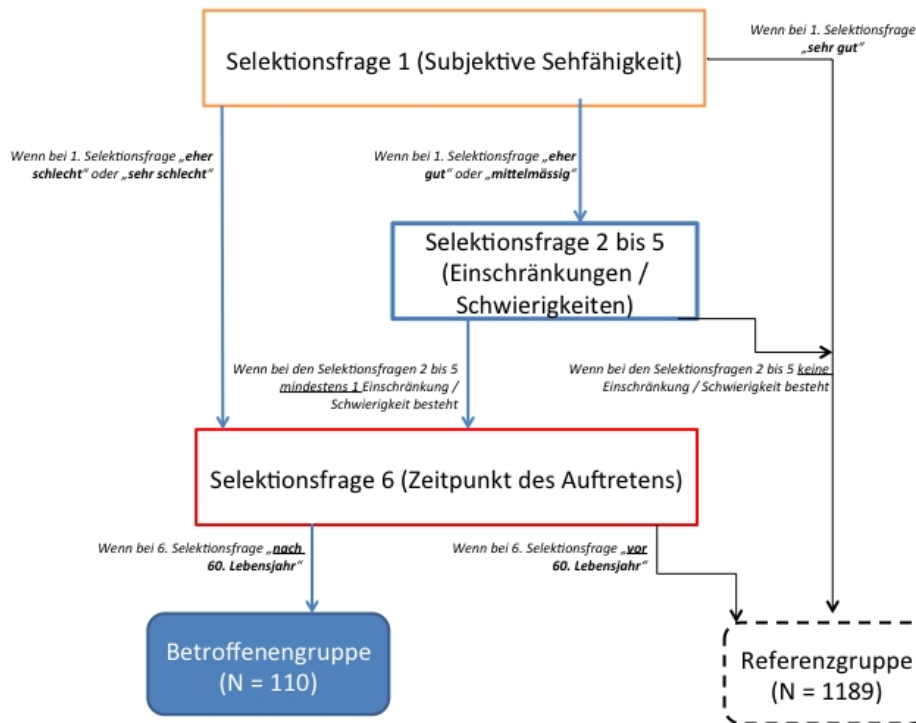 Wenn bei 1. Selektionsfrage
„sehr gut“
Selektionsfrage 1 (Subjektive Sehfähigkeit)
Wenn bei 1. Selektionsfrage „eher
schlecht“ oder „sehr schlecht“
Wenn bei 1. Selektionsfrage „eher
gut“ oder „mittelmässig“
Selektionsfrage 2 bis 5
(Einschränkungen /
Schwierigkeiten)
Wenn bei den Selektionsfragen 2 bis 5
mindestens 1 Einschränkung /
Schwierigkeit besteht
Wenn bei den Selektionsfragen 2 bis 5 keine
Einschränkung / Schwierigkeit besteht
Selektionsfrage 6 (Zeitpunkt des Auftretens)
Wenn bei 6. Selektionsfrage „nach
60. Lebensjahr“
Wenn bei 6. Selektionsfrage „vor
60. Lebensjahr“
Betroffenengruppe
(N = 110)
Referenzgruppe
(N = 1189)